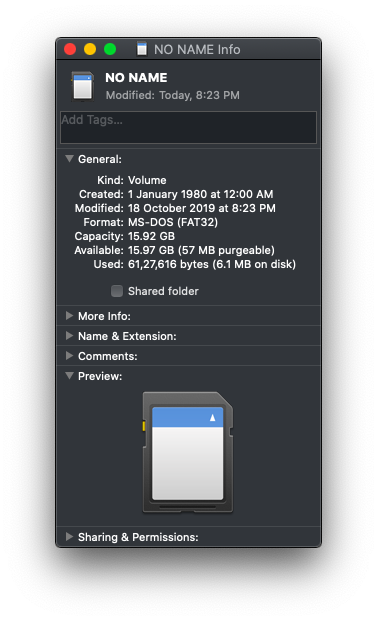 NO NAME Info
NO NAME
Modified: Today, 8:23 PM
Add Tags...
General:
Kind: Volume
Created: 1 January 1980 at 12:00 AM
Modified: 18 October 2019 at 8:23 PM
Format: MS-DOS (FAT32)
Capacity: 15.92 GB
Available: 15.97 GB (57 MB purgeable)
Used: 61,27,616 bytes (6.1 MB on disk)
Shared folder
More Info:
Name & Extension:
Comments:
Preview:
Sharing & Permissions: